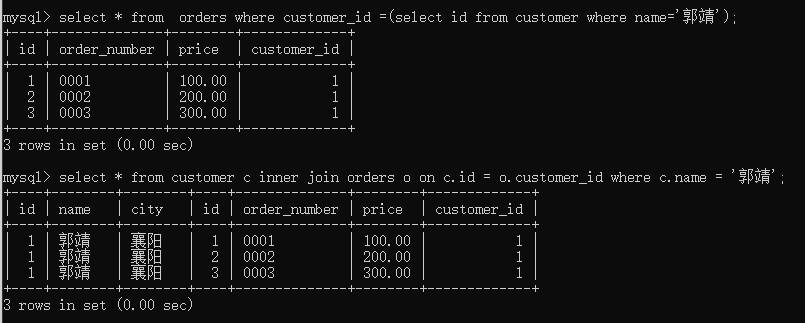 mysql> select * from  orders where customer_id =(select id from customer where name='郭靖');
+----+--------------+--------+-------------+
| id | order_number | price  | customer_id |
+----+--------------+--------+-------------+
|  1 | 0001         | 100.00 |           1 |
|  2 | 0002         | 200.00 |           1 |
|  3 | 0003         | 300.00 |           1 |
+----+--------------+--------+-------------+
3 rows in set (0.00 sec)
mysql> select * from customer c inner join orders o on c.id = o.customer_id where c.name = '郭靖';
+----+--------+--------+----+--------------+--------+-------------+
| id | name   | city   | id | order_number | price  | customer_id |
+----+--------+--------+----+--------------+--------+-------------+
|  1 | 郭靖   | 襄阳   |  1 | 0001         | 100.00 |           1 |
|  1 | 郭靖   | 襄阳   |  2 | 0002         | 200.00 |           1 |
|  1 | 郭靖   | 襄阳   |  3 | 0003         | 300.00 |           1 |
+----+--------+--------+----+--------------+--------+-------------+
3 rows in set (0.00 sec)